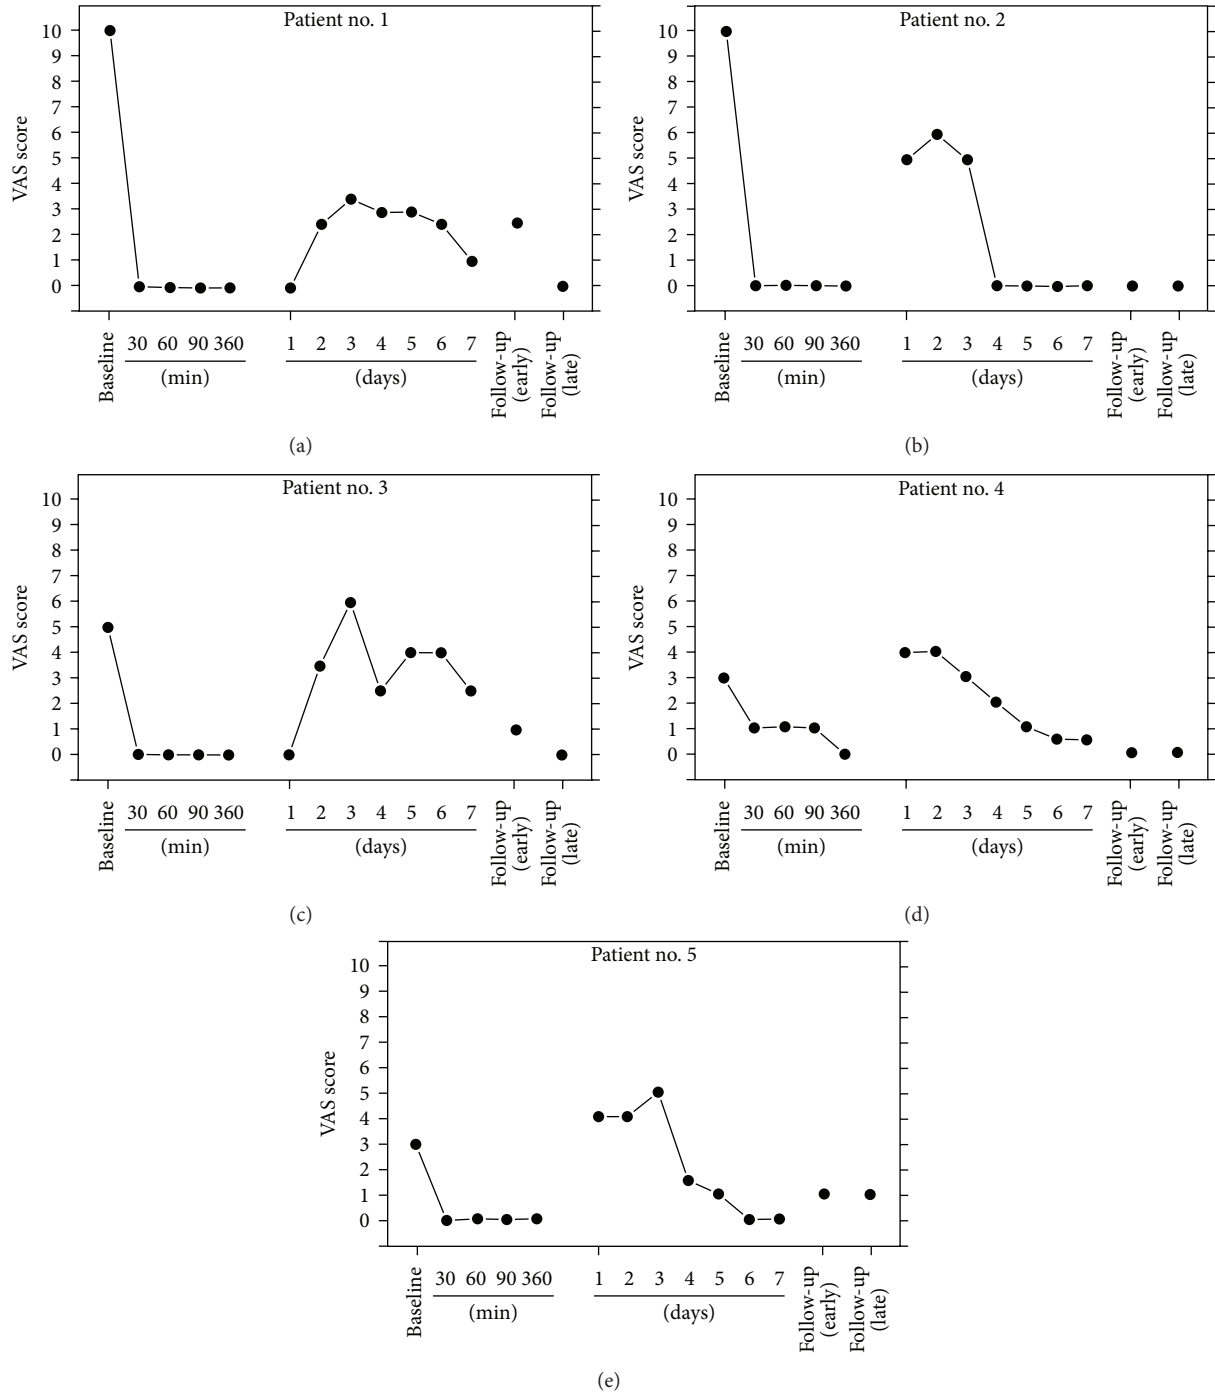 Patient no. 1
10
9
8
7
6
5
4
3
2
1
0
VAS score
Baseline
30 60 90 360
(min)
1 2 3 4 5 6 7
(days)
Follow-up
(early)
Follow-up
(late)
(a)
Patient no. 2
10
9
8
7
6
5
4
3
2
1
0
VAS score
Baseline
30 60 90 360
(min)
1 2 3 4 5 6 7
(days)
Follow-up
(early)
Follow-up
(late)
(b)
Patient no. 3
10
9
8
7
6
5
4
3
2
1
0
VAS score
Baseline
30 60 90 360
(min)
1 2 3 4 5 6 7
(days)
Follow-up
(early)
Follow-up
(late)
(c)
Patient no. 4
10
9
8
7
6
5
4
3
2
1
0
VAS score
Baseline
30 60 90 360
(min)
1 2 3 4 5 6 7
(days)
Follow-up
(early)
Follow-up
(late)
(d)
Patient no. 5
10
9
8
7
6
5
4
3
2
1
0
VAS score
Baseline
30 60 90 360
(min)
1 2 3 4 5 6 7
(days)
Follow-up
(early)
Follow-up
(late)
(e)